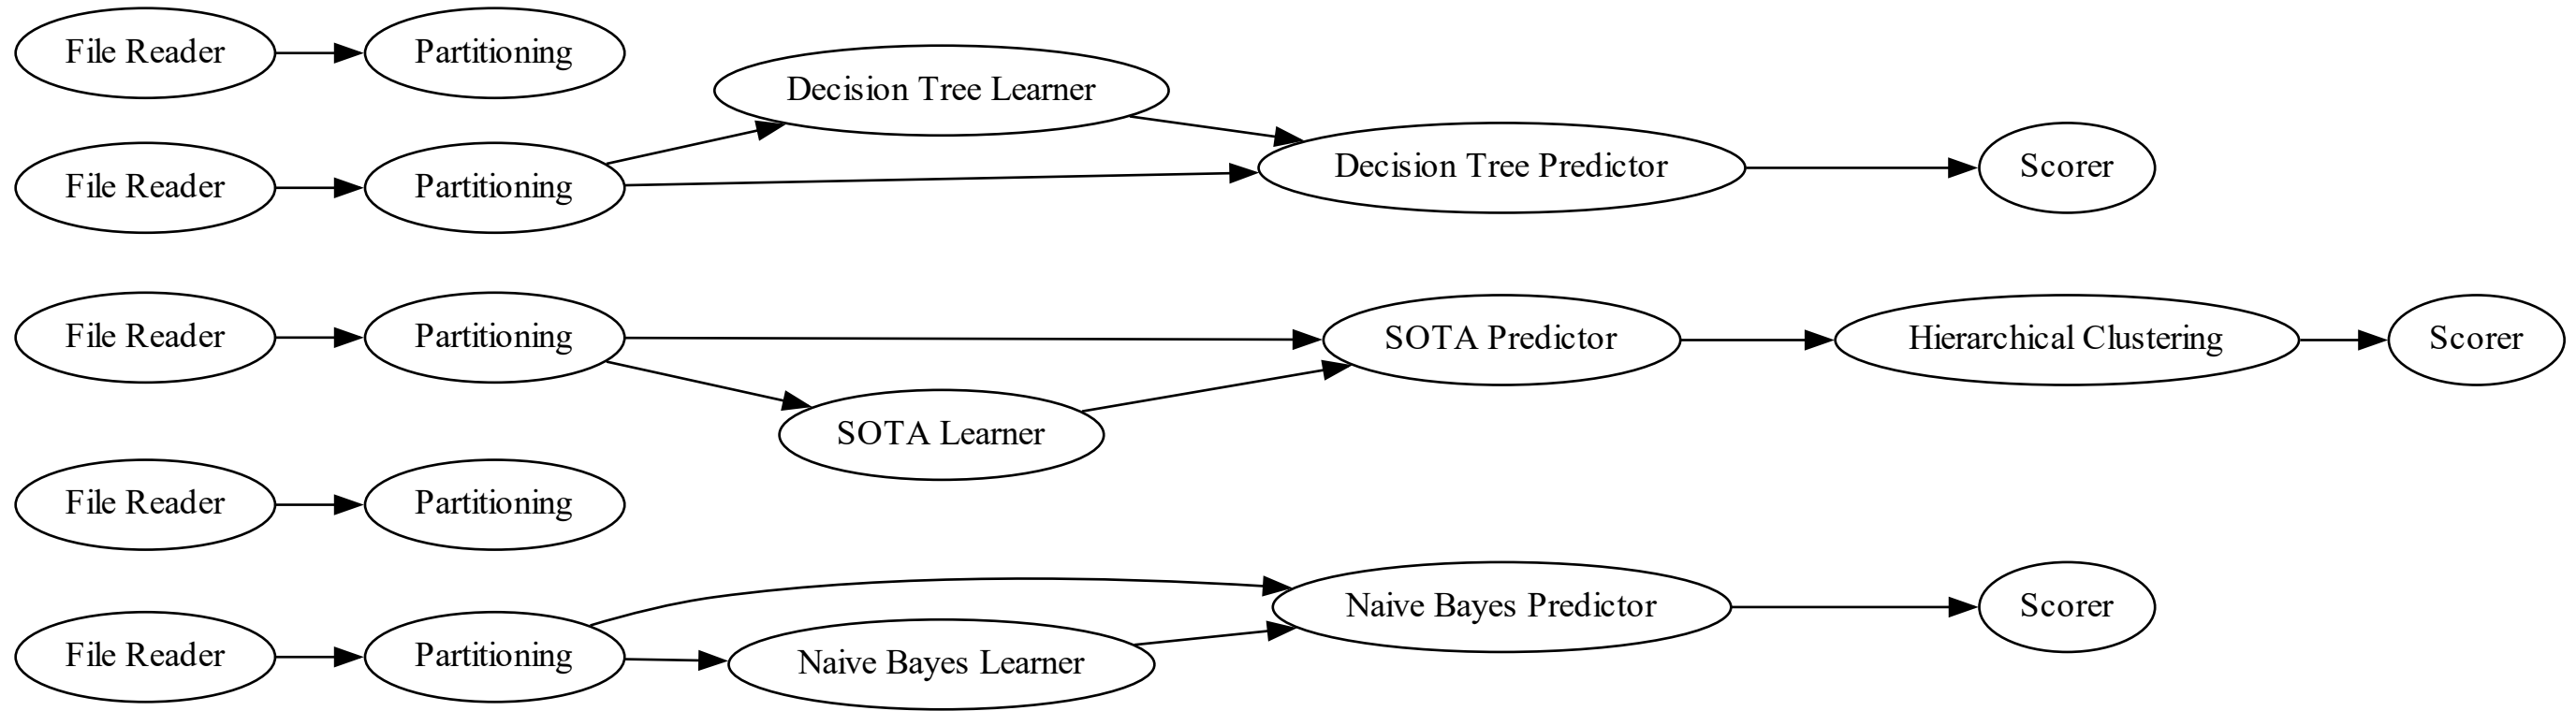 File Reader
Partitioning
Decision Tree Learner
File Reader
Partitioning
Decision Tree Predictor
Scorer
File Reader
Partitioning
SOTA Predictor
Hierarchical Clustering
Scorer
SOTA Learner
File Reader
Partitioning
Naive Bayes Predictor
Scorer
File Reader
Partitioning
Naive Bayes Learner